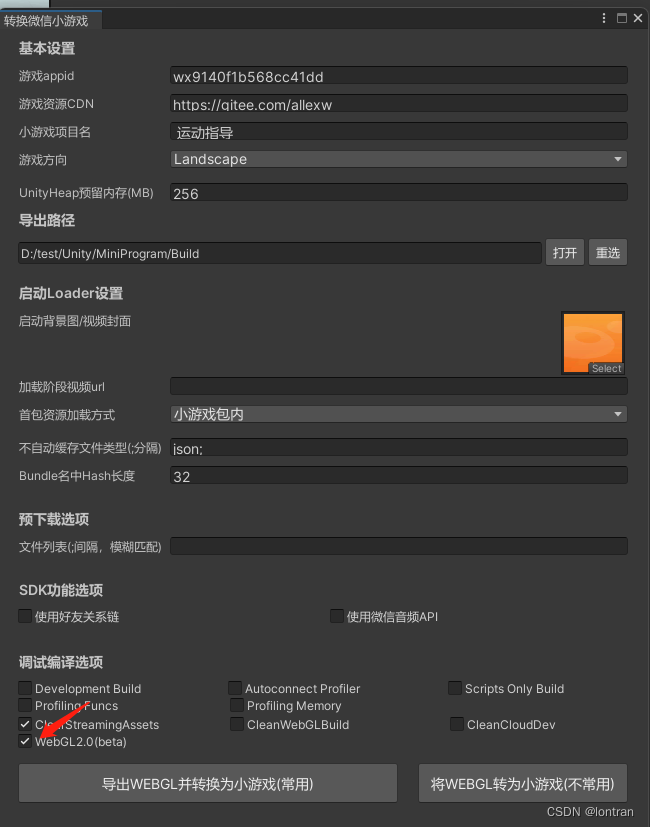 转换微信小游戏
基本设置
游戏appid wx9140f1b568cc41dd
游戏资源CDN https://gitee.com/allexw
小游戏项目名 运动指导
游戏方向 Landscape
UnityHeap预留内存(MB) 256
导出路径
D:/test/Unity/MiniProgram/Build 打开 重选
启动Loader设置
启动背景图/视频封面
Select
加载阶段视频url
首包资源加载方式 小游戏包内
不自动缓存文件类型(;分隔) json;
Bundle名中Hash长度 32
预下载选项
文件列表(;间隔，模糊匹配)
SDK功能选项
使用好友关系链 使用微信音频API
调试编译选项
Development Build Autoconnect Profiler Scripts Only Build
Profiling Funcs Profiling Memory
ClearStreamingAssets CleanWebGLBuild CleanCloudDev
WebGL2.0(beta)
导出WEBGL并转换为小游戏(常用) 将WEBGL转为小游戏(不常用)
CSDN @lontran